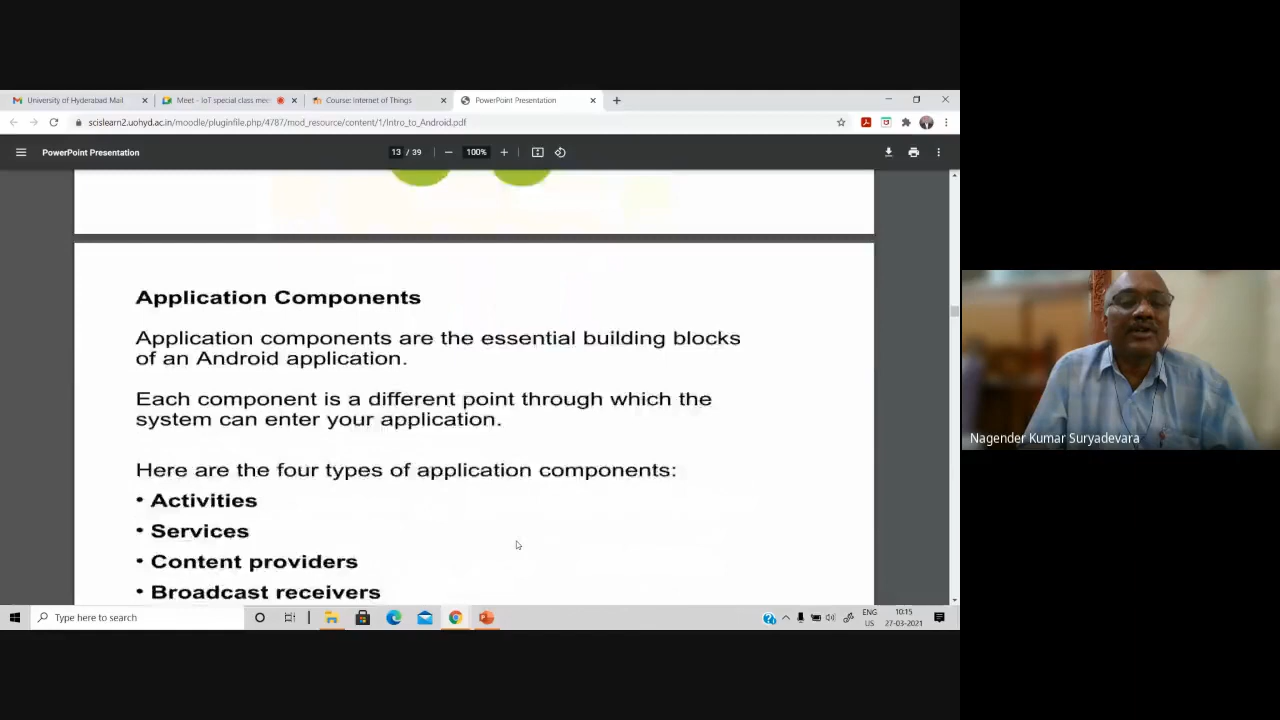 University of Hyderabad Mail
Meet - IoT special class meet
Course: Internet of Things
PowerPoint Presentation
scislearn2.uohyd.ac.in/moodle/pluginfile.php/4787/mod_resource/content/1/Intro_to_Android.pdf
PowerPoint Presentation
13 / 39
100%
Application Components
Application components are the essential building blocks
of an Android application.
Each component is a different point through which the
system can enter your application.
Here are the four types of application components:
• Activities
• Services
• Content providers
• Broadcast receivers
Nagender Kumar Suryadevara
Type here to search
ENG
US
10:15
27-03-2021